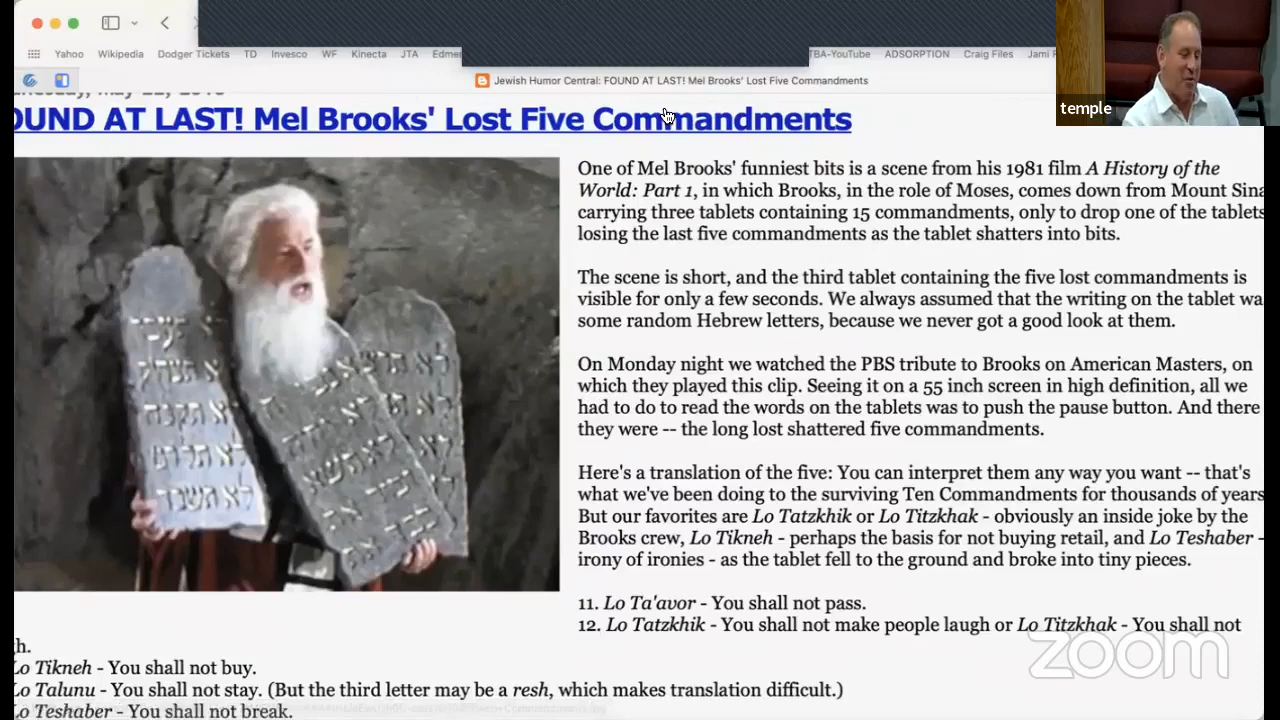 Yahoo Wikipedia Dodger Tickets TD Invesco WF Kinecta JTA
TBA-YouTube ADSORPTION Craig Files
Jewish Humor Central: FOUND AT LAST! Mel Brooks' Lost Five Commandments
temple
OUND AT LAST! Mel Brooks' Lost Five Commandments
One of Mel Brooks' funniest bits is a scene from his 1981 film A History of the
World: Part 1, in which Brooks, in the role of Moses, comes down from Mount Sina
carrying three tablets containing 15 commandments, only to drop one of the tablets
losing the last five commandments as the tablet shatters into bits.
The scene is short, and the third tablet containing the five lost commandments is
visible for only a few seconds. We always assumed that the writing on the tablet wa
some random Hebrew letters, because we never got a good look at them.
On Monday night we watched the PBS tribute to Brooks on American Masters, on
which they played this clip. Seeing it on a 55 inch screen in high definition, all we
had to do to read the words on the tablets was to push the pause button. And there
they were -- the long lost shattered five commandments.
Here's a translation of the five: You can interpret them any way you want -- that's
what we've been doing to the surviving Ten Commandments for thousands of years
But our favorites are Lo Tatzkhik or Lo Titzkhak - obviously an inside joke by the
Brooks crew, Lo Tikneh - perhaps the basis for not buying retail, and Lo Teshaber -
irony of ironies - as the tablet fell to the ground and broke into tiny pieces.
11. Lo Ta'avor - You shall not pass.
12. Lo Tatzkhik - You shall not make people laugh or Lo Titzkhak - You shall not
gh.
Lo Tikneh - You shall not buy.
Lo Talunu - You shall not stay. (But the third letter may be a resh, which makes translation difficult.)
Lo Teshaber - You shall not break.
zoom